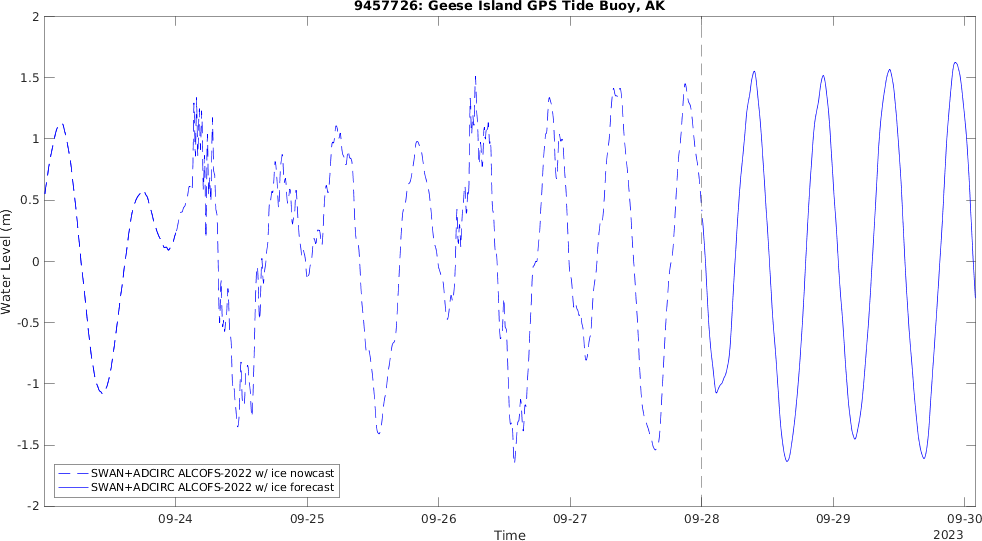 9457726: Geese Island GPS Tide Buoy, AK
Water Level (m)
2
1.5
1
0.5
0
-0.5
-1
-1.5
-2
SWAN+ADCIRC ALCOFS-2022 w/ ice nowcast
SWAN+ADCIRC ALCOFS-2022 w/ ice forecast
09-24 09-25 09-26 09-27 09-28 09-29 09-30
Time
2023